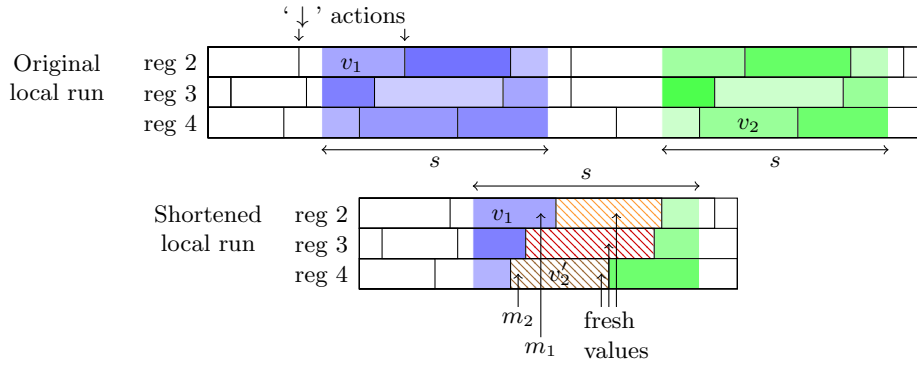 ‘ ↓ ’ actions
Original
local run
reg 2
v₁
reg 3
reg 4
v₂
s
s
s
Shortened
local run
reg 2
v₁
reg 3
reg 4
v₂′
m₂
fresh
m₁
values